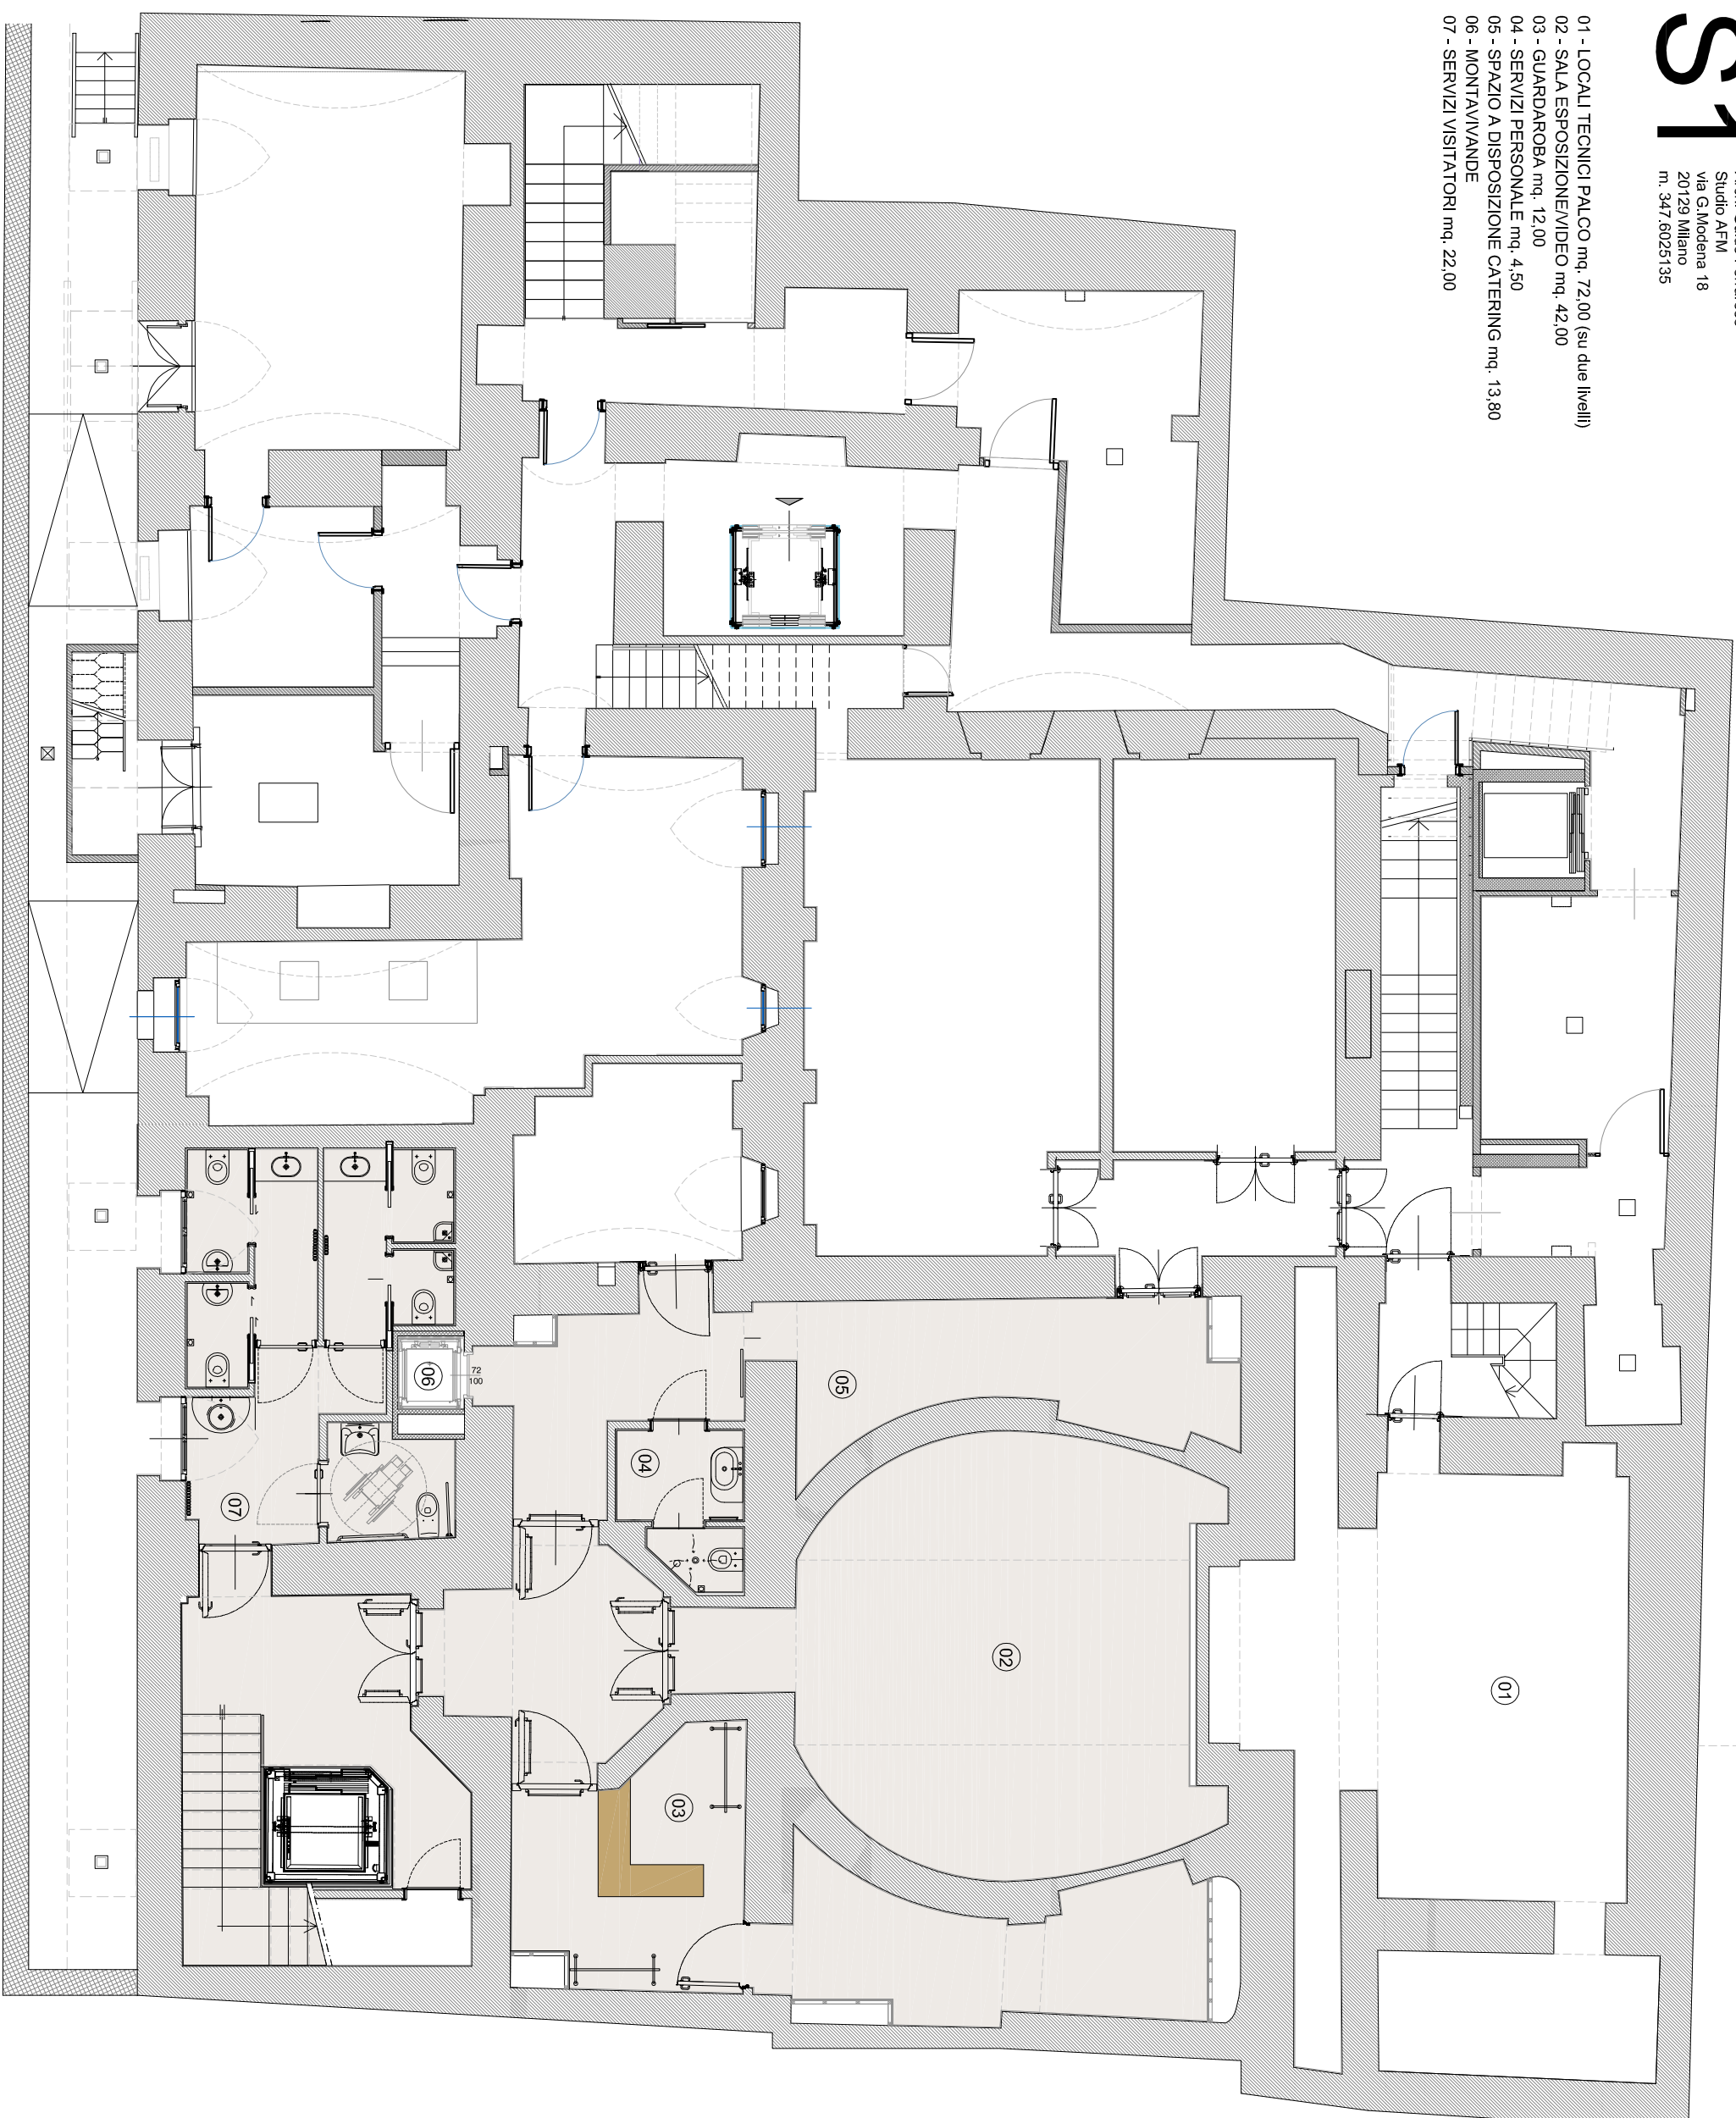 S1
Studio AFM
via G.Modena 18
20129 Milano
m. 347.6025135
01 - LOCALI TECNICI PALCO mq. 72,00 (su due livelli)
02 - SALA ESPOSIZIONE/VIDEO mq. 42,00
03 - GUARDAROBA mq. 12,00
04 - SERVIZI PERSONALE mq. 4,50
05 - SPAZIO A DISPOSIZIONE CATERING mq. 13,80
06 - MONTAVIVANDE
07 - SERVIZI VISITATORI mq. 22,00
01
02
03
04
05
06
07
72
100